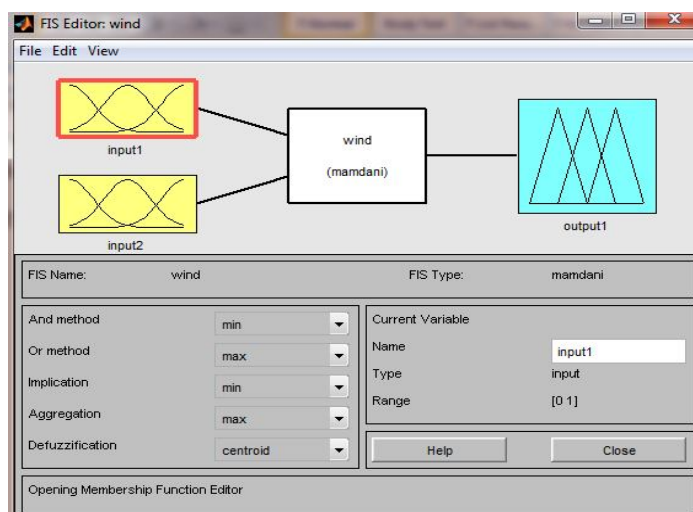 FIS Editor: wind
File Edit View
input1
input2
wind
(mamdani)
output1
FIS Name: wind FIS Type: mamdani
And method min
Or method max
Implication min
Aggregation max
Defuzzification centroid
Current Variable
Name input1
Type input
Range [0 1]
Help Close
Opening Membership Function Editor